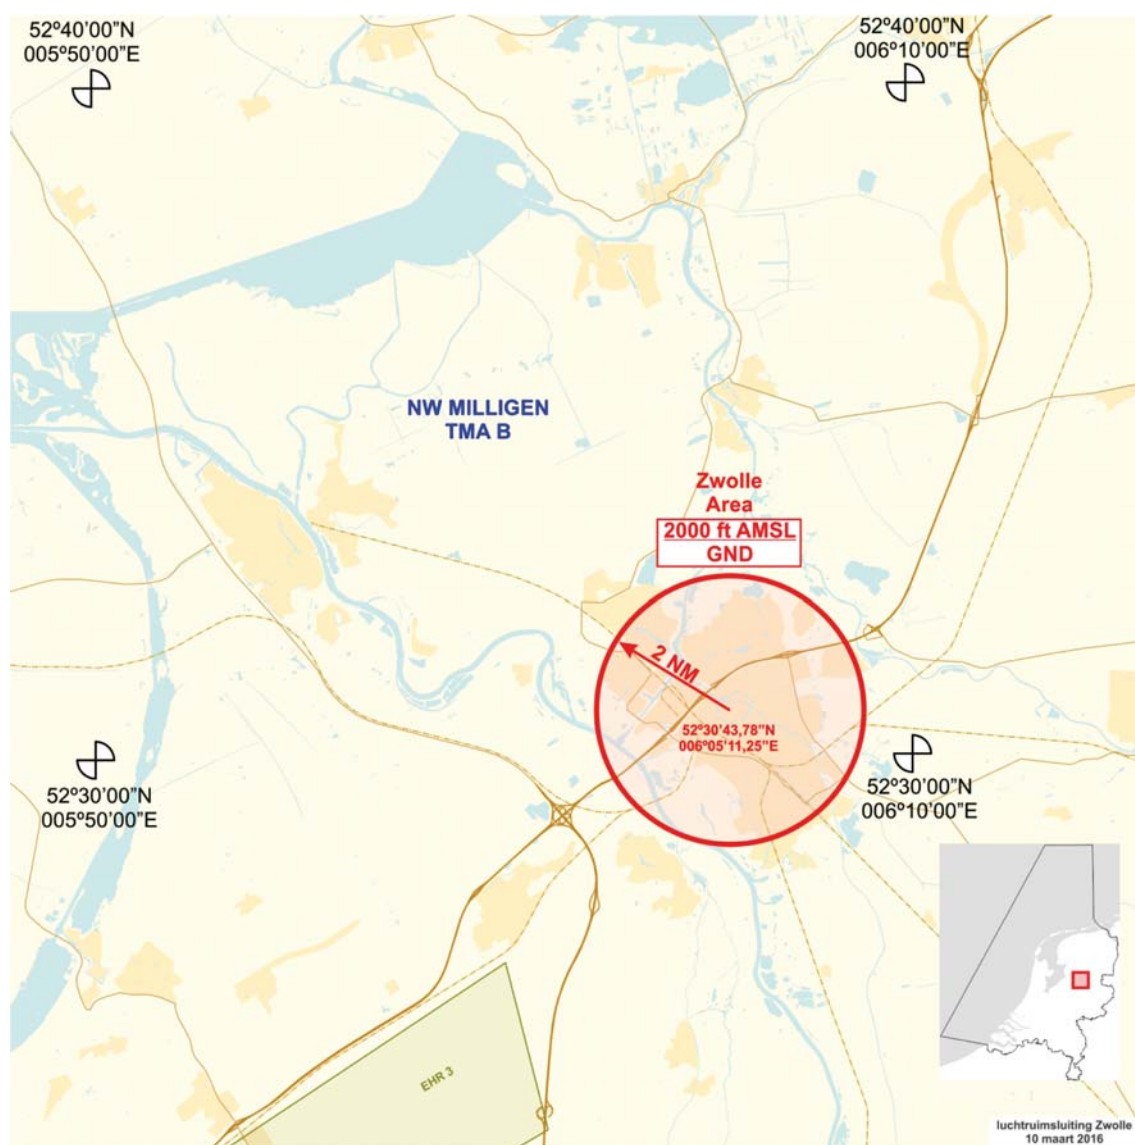 52º40’00”N
005º50’00”E
52º40’00”N
006º10’00”E
NW MILLIGEN
TMA B
Zwolle
Area
2000 ft AMSL
GND
2 NM
52º30’43,78”N
006º05’11,25”E
52º30’00”N
005º50’00”E
52º30’00”N
006º10’00”E
EHR 3
luchtruimsluiting Zwolle
10 maart 2016